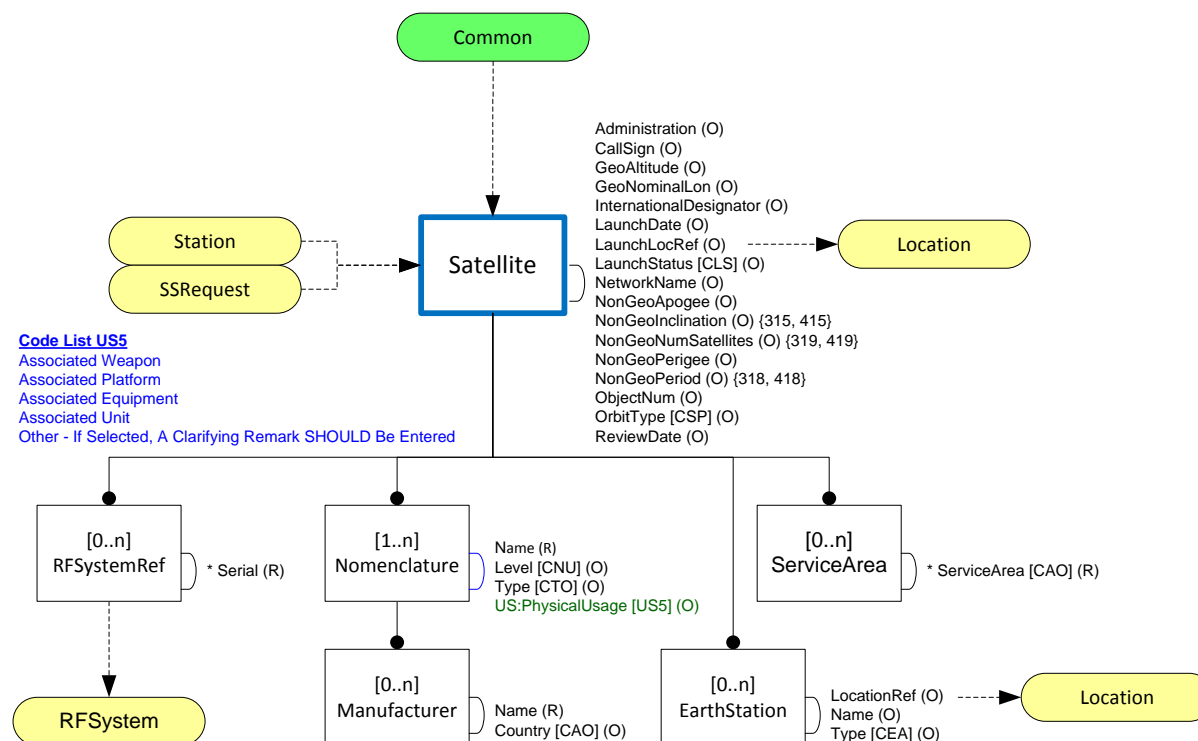 Common
Administration (O)
CallSign (O)
GeoAltitude (O)
GeoNominalLon (O)
InternationalDesignator (O)
LaunchDate (O)
LaunchLocRef (O)
LaunchStatus [CLS] (O)
NetworkName (O)
NonGeoApogee (O)
NonGeoInclination (O) {315, 415}
NonGeoNumSatellites (O) {319, 419}
NonGeoPerigee (O)
NonGeoPeriod (O) {318, 418}
ObjectNum (O)
OrbitType [CSP] (O)
ReviewDate (O)
Station
SSRequest
Satellite
Location
Code List US5
Associated Weapon
Associated Platform
Associated Equipment
Associated Unit
Other - If Selected, A Clarifying Remark SHOULD Be Entered
[0..n]
RFSystemRef
* Serial (R)
[1..n]
Nomenclature
Name (R)
Level [CNU] (O)
Type [CTO] (O)
US:PhysicalUsage [US5] (O)
[0..n]
ServiceArea
* ServiceArea [CAO] (R)
RFSystem
[0..n]
Manufacturer
Name (R)
Country [CAO] (O)
[0..n]
EarthStation
LocationRef (O)
Name (O)
Type [CEA] (O)
Location